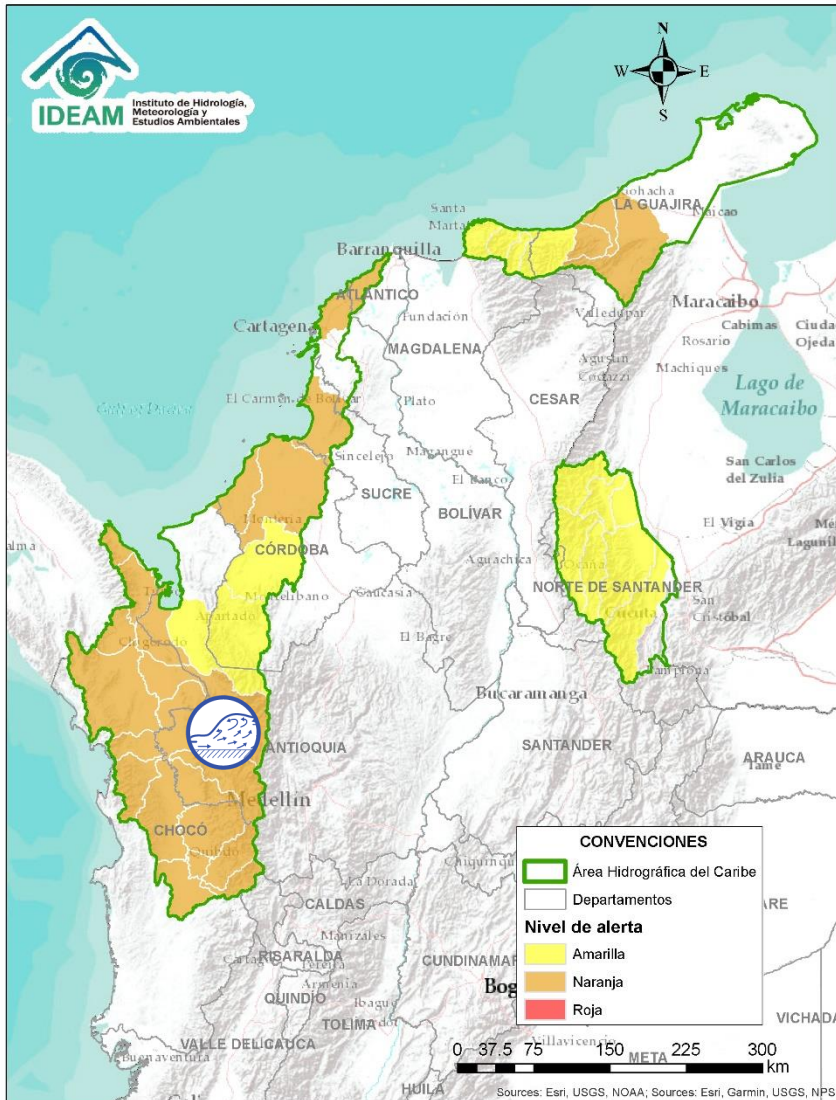 IDEAM
Instituto de Hidrología,
Meteorología y
Estudios Ambientales
N
W
E
S
Santa
Marta
LA GUAJIRA
Maicao
Barranquilla
ATLÁNTICO
Maracaibo
Cartagena
Fundación
Valledupar
Cabimas
Ciuda
Rosario
Ojeda
MAGDALENA
Machiques
Agustín
Codazzi
El Carmen de Bolívar
Plato
CESAR
Lago de
Maracaibo
Sincelejo
Magangué
San Carlos
del Zulia
El Banco
SUCRE
BOLÍVAR
Montería
El Vigía
CÓRDOBA
Aguachica
Ocaña
Montelíbano
Caucasia
NORTE DE SANTANDER
Apartadó
San
Cristóbal
Cúcuta
Chigorodó
El Bagre
Pamplona
Bucaramanga
ANTIOQUIA
SANTANDER
ARAUCA
Tame
Medellín
CHOCÓ
Quibdó
La Dorada
CALDAS
Manizales
RISARALDA
Pereira
CUNDINAMAR
Armenia
QUINDÍO
Ibagué
Bog
TOLIMA
VICHADA
VALLE DEL CAUCA
Buenaventura
Villavicencio
META
HUILA
CONVENCIONES
Área Hidrográfica del Caribe
Departamentos
Nivel de alerta
Amarilla
Naranja
Roja
0 37.5 75 150 225 300
km
Sources: Esri, USGS, NOAA; Sources: Esri, Garmin, USGS, NPS